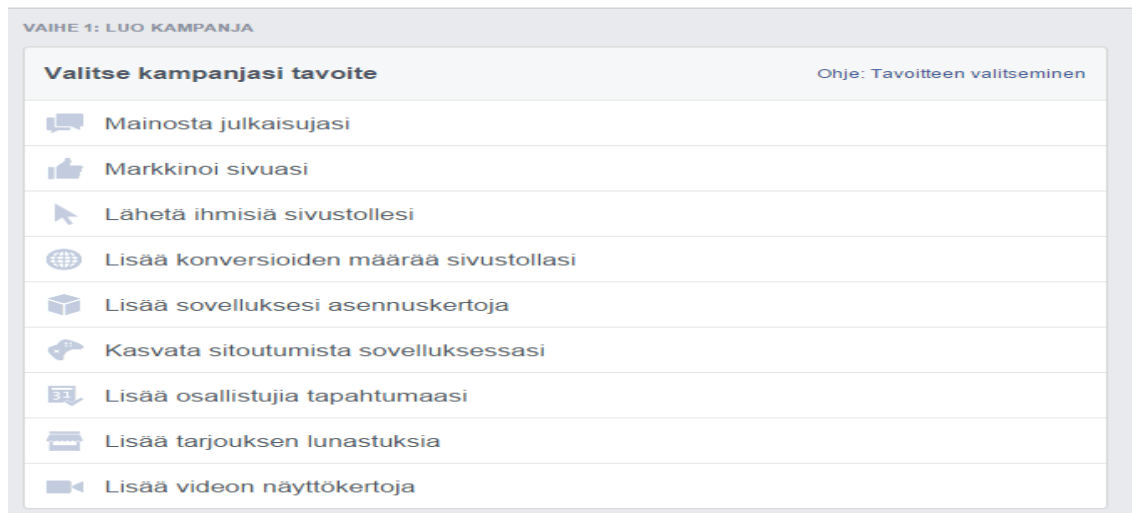 VAIHE 1: LUO KAMPANJA
Valitse kampanjasi tavoite
Ohje: Tavoitteen valitseminen
Mainosta julkaisujasi
Markkinoi sivuasi
Lähetä ihmisiä sivustollesi
Lisää konversioiden määrää sivustollasi
Lisää sovelluksesi asennuskertoja
Kasvata sitoutumista sovelluksessasi
31
Lisää osallistujia tapahtumaasi
Lisää tarjouksen lunastuksia
Lisää videon näyttökertoja